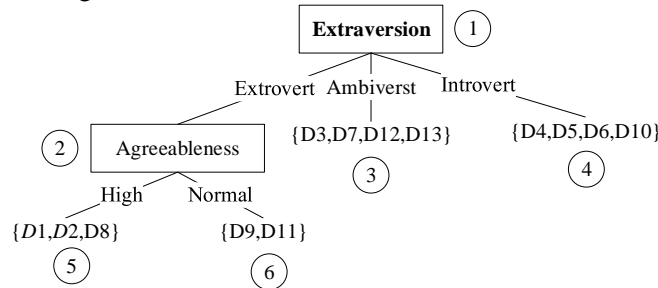 Extraversion 1
Extrovert Ambiverst Introvert
2 Agreeableness {D3,D7,D12,D13} {D4,D5,D6,D10}
3 4
High Normal
{D1,D2,D8} {D9,D11}
5 6